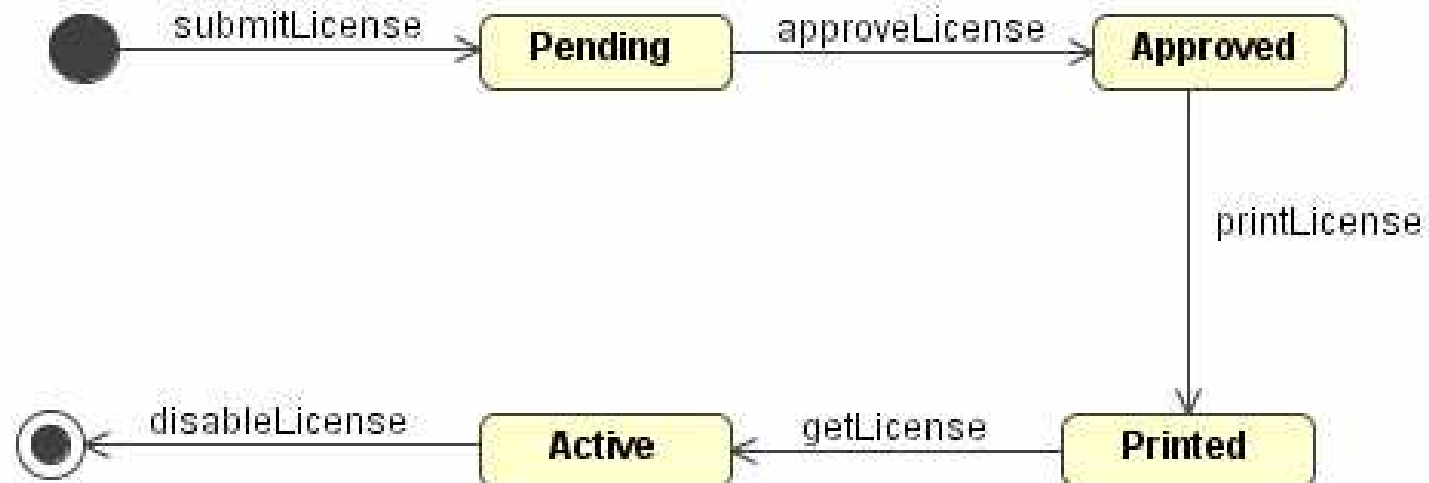 submitLicense
Pending
approveLicense
Approved
printLicense
disableLicense
Active
getLicense
Printed